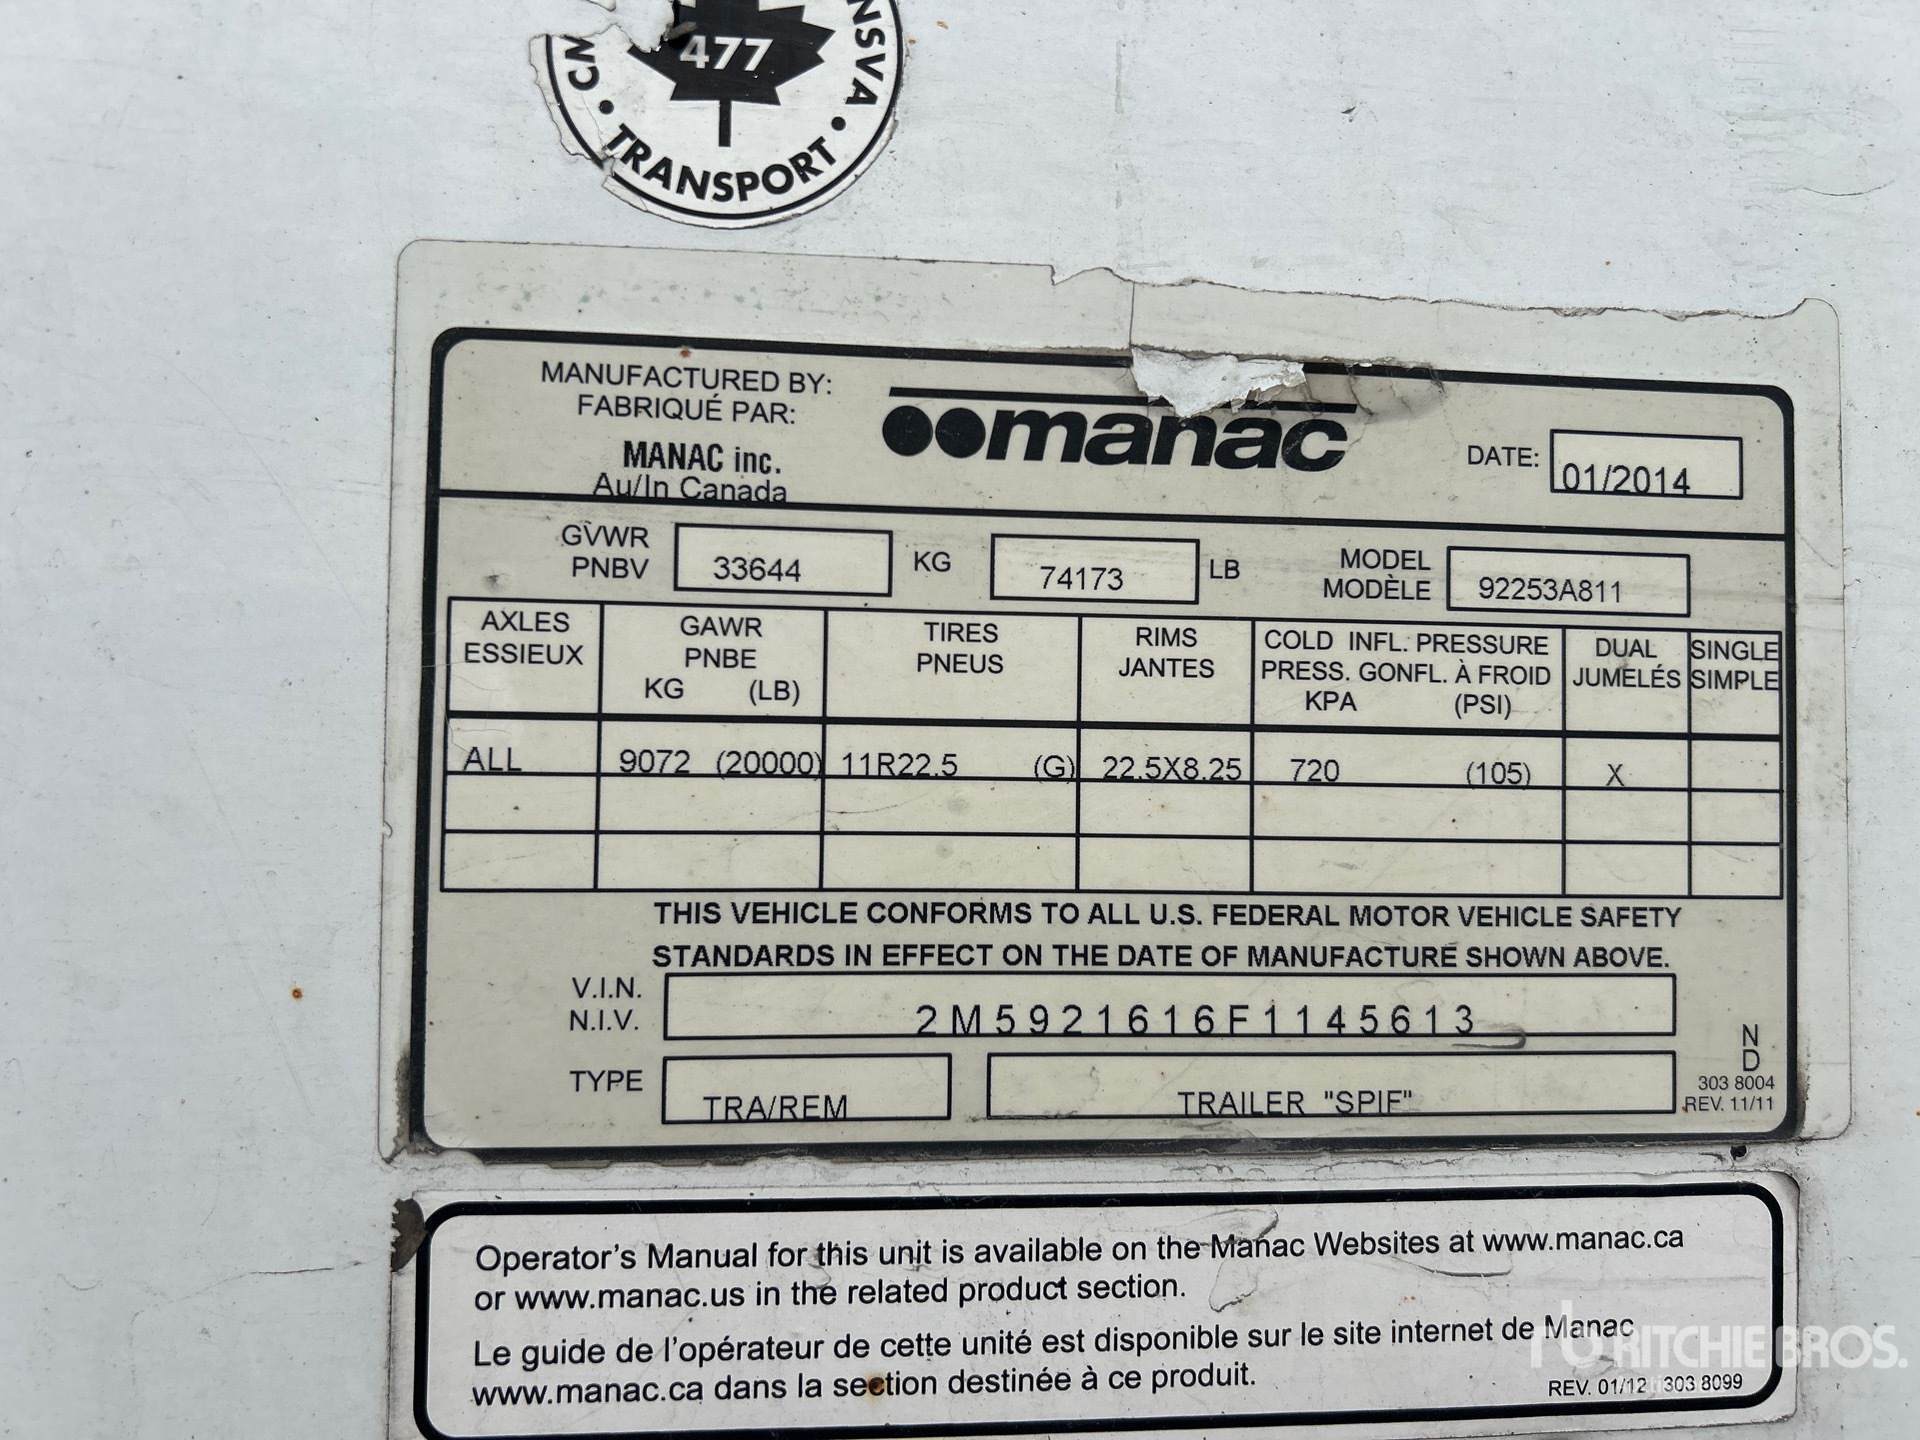 477
CM
NSVA
• TRANSPORT •
MANUFACTURED BY:
FABRIQUÉ PAR:
MANAC inc.
Au/In Canada
manac
DATE: 01/2014
GVWR
PNBV
33644 KG 74173 LB
MODEL
MODÈLE
92253A811
AXLES
ESSIEUX
GAWR
PNBE
KG (LB)
TIRES
PNEUS
RIMS
JANTES
COLD INFL. PRESSURE
PRESS. GONFL. À FROID
KPA (PSI)
DUAL
JUMELÉS
SINGLE
SIMPLE
ALL 9072 (20000) 11R22.5 (G) 22.5X8.25 720 (105) X
THIS VEHICLE CONFORMS TO ALL U.S. FEDERAL MOTOR VEHICLE SAFETY
STANDARDS IN EFFECT ON THE DATE OF MANUFACTURE SHOWN ABOVE.
V.I.N.
N.I.V.
2M5921616F1145613
TYPE TRA/REM TRAILER "SPIF"
N
D
303 8004
REV. 11/11
Operator's Manual for this unit is available on the Manac Websites at www.manac.ca
or www.manac.us in the related product section.
Le guide de l'opérateur de cette unité est disponible sur le site internet de Manac
www.manac.ca dans la section destinée à ce produit.
REV. 01/12 303 8099
RITCHIE BROS.